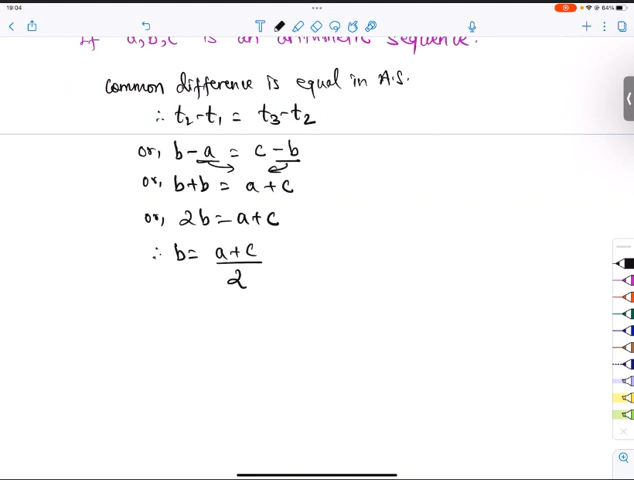 19:04
64%
If a,b,c is an arithmetic sequence.
Common difference is equal in A.S.
∴ t₂-t₁ = t₃-t₂
or, b-a = c-b
or, b+b = a+c
or, 2b = a+c
∴ b = a+c
2